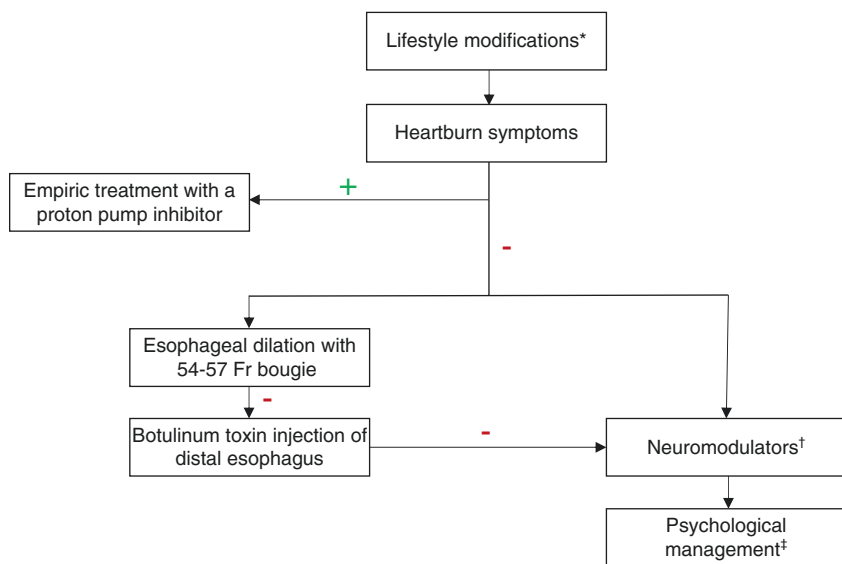 Lifestyle modifications*
Heartburn symptoms
+
Empiric treatment with a
proton pump inhibitor
-
Esophageal dilation with
54-57 Fr bougie
-
Botulinum toxin injection of
distal esophagus
-
Neuromodulators†
Psychological
management‡